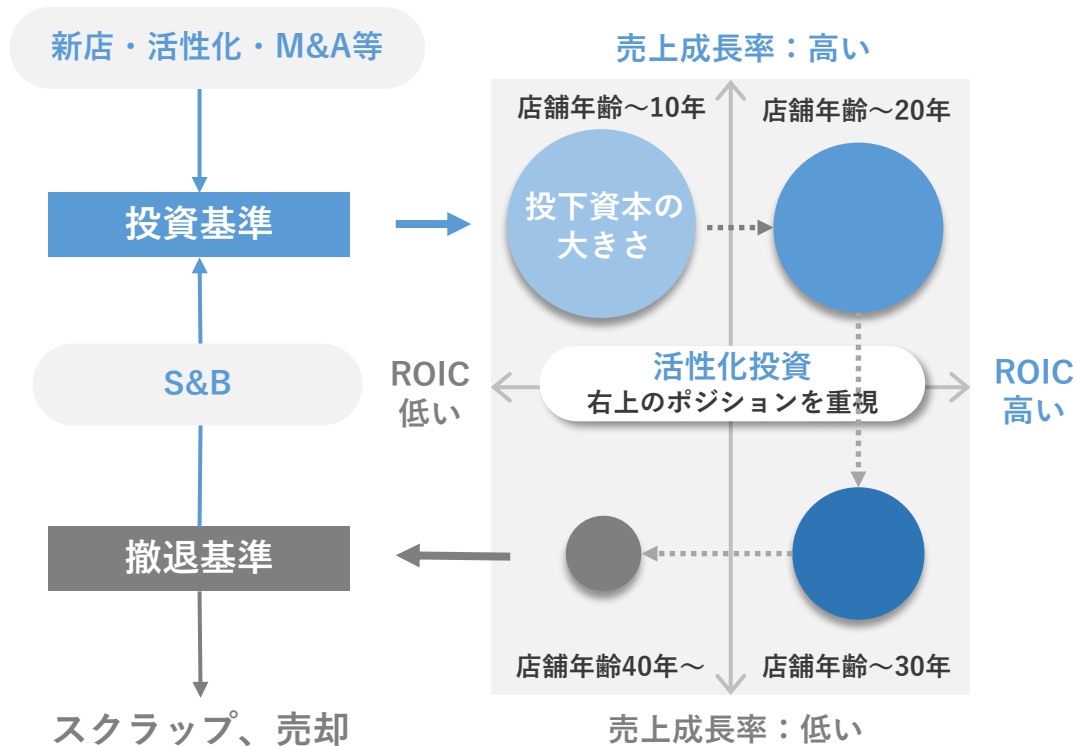 新店・活性化・M&A等
投資基準
S&B
撤退基準
スクラップ、売却
売上成長率：高い
店舗年齢～10年
店舗年齢～20年
投下資本の
大きさ
ROIC
低い
活性化投資
右上のポジションを重視
ROIC
高い
店舗年齢40年～
店舗年齢～30年
売上成長率：低い